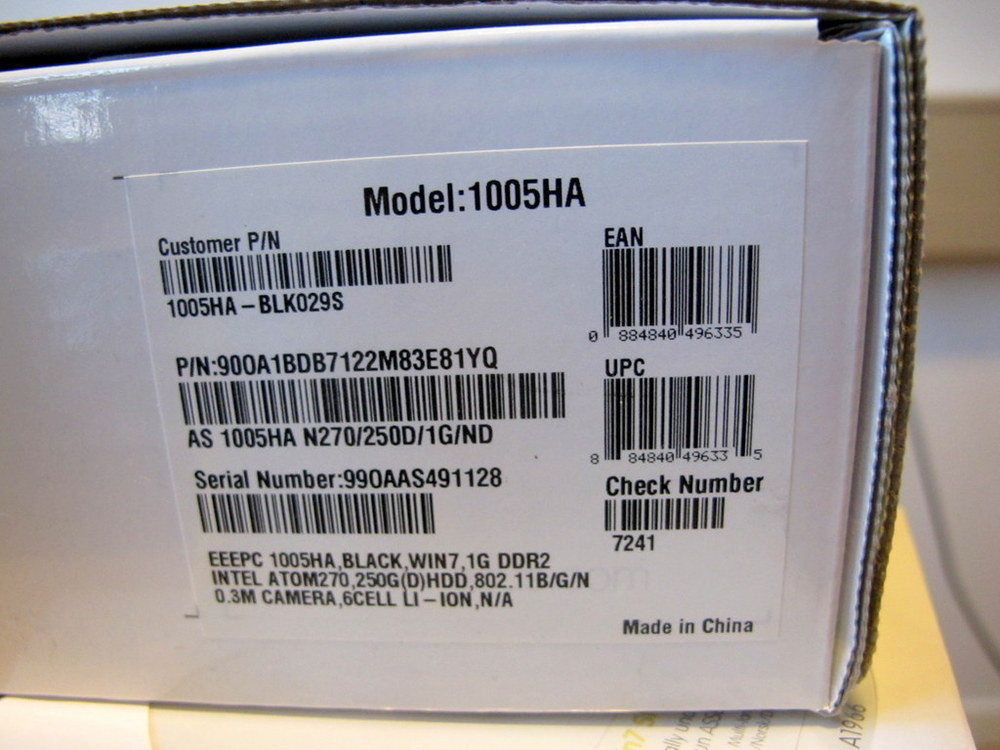 Model:1005HA
Customer P/N
1005HA-BLK029S
P/N:90OA1BDB7122M83E81YQ
AS 1005HA N270/250D/1G/ND
Serial Number:99OAAS491128
EEEPC 1005HA,BLACK,WIN7,1G DDR2
INTEL ATOM270,250G(D)HDD,802.11B/G/N
0.3M CAMERA,6CELL LI-ION,N/A
EAN
0 884840 496335
UPC
8 84840 49633 5
Check Number
7241
Made in China
A1966